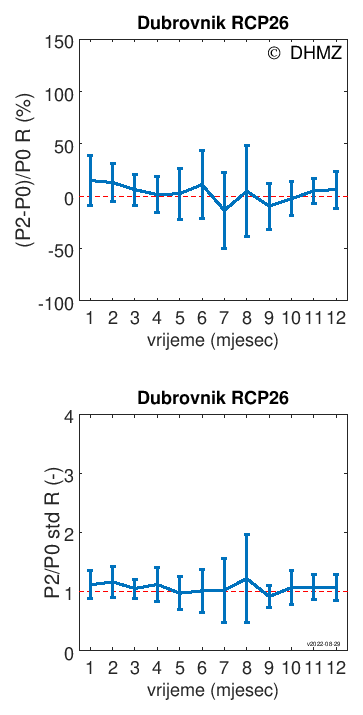 Dubrovnik RCP26
© DHMZ
150
100
50
0
-50
-100
(P2-P0)/P0 R (%)
1 2 3 4 5 6 7 8 9 10 11 12
vrijeme (mjesec)
Dubrovnik RCP26
4
3
2
1
0
P2/P0 std R (-)
v2022-08-29
1 2 3 4 5 6 7 8 9 10 11 12
vrijeme (mjesec)